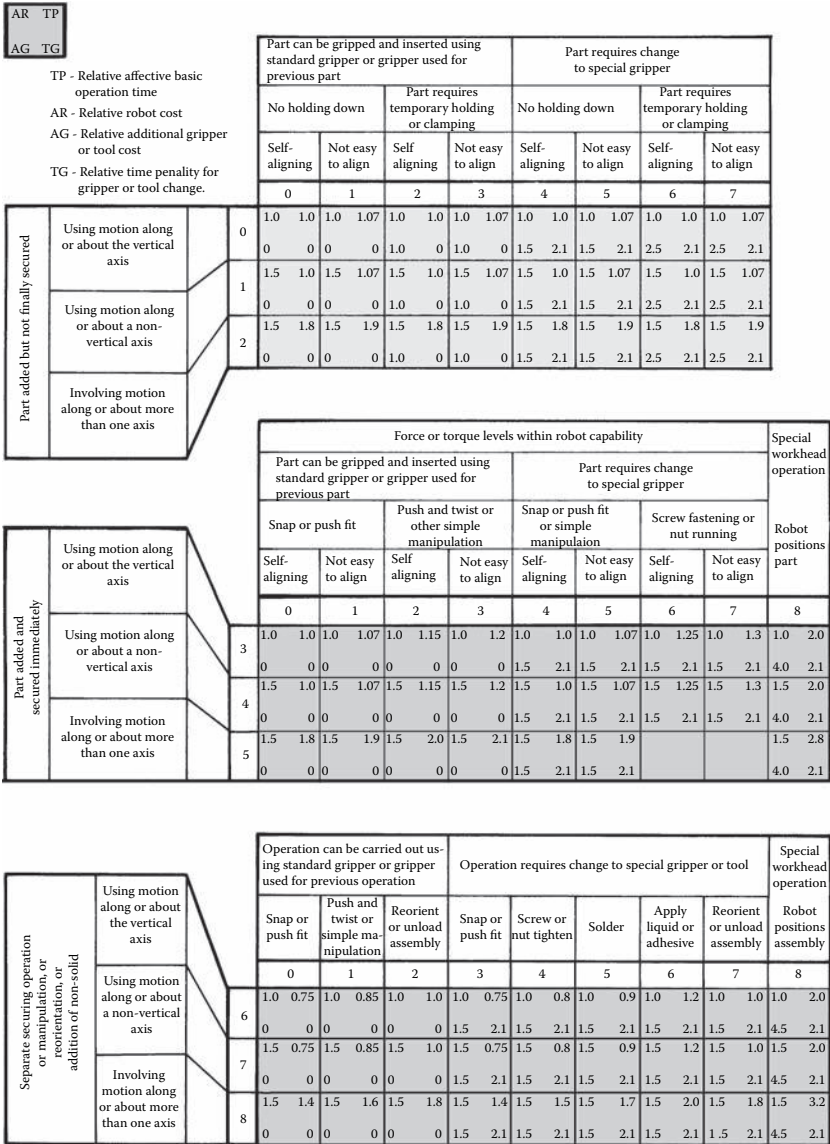 AR TP
AG TG
TP - Relative affective basic
operation time
AR - Relative robot cost
AG - Relative additional gripper
or tool cost
TG - Relative time penality for
gripper or tool change.
Part can be gripped and inserted using
standard gripper or gripper used for
previous part
Part requires change
to special gripper
No holding down
Part requires
temporary holding
or clamping
No holding down
Part requires
temporary holding
or clamping
Self-
aligning
Not easy
to align
Self
aligning
Not easy
to align
Self-
aligning
Not easy
to align
Self-
aligning
Not easy
to align
0 1 2 3 4 5 6 7
Part added but not finally secured
Using motion along
or about the vertical
axis
Using motion along
or about a non-
vertical axis
Involving motion
along or about more
than one axis
0
1.0 1.0 1.0 1.07 1.0 1.0 1.0 1.07 1.0 1.0 1.0 1.07 1.0 1.0 1.0 1.07
0 0 0 0 1.0 0 1.0 0 1.5 2.1 1.5 2.1 2.5 2.1 2.5 2.1
1
1.5 1.0 1.5 1.07 1.5 1.0 1.5 1.07 1.5 1.0 1.5 1.07 1.5 1.0 1.5 1.07
0 0 0 0 1.0 0 1.0 0 1.5 2.1 1.5 2.1 2.5 2.1 2.5 2.1
2
1.5 1.8 1.5 1.9 1.5 1.8 1.5 1.9 1.5 1.8 1.5 1.9 1.5 1.8 1.5 1.9
0 0 0 0 1.0 0 1.0 0 1.5 2.1 1.5 2.1 2.5 2.1 2.5 2.1
Force or torque levels within robot capability
Special
workhead
operation
Robot
positions
part
Part can be gripped and inserted using
standard gripper or gripper used for
previous part
Part requires change
to special gripper
Snap or push fit
Push and twist or
other simple
manipulation
Snap or push fit
or simple
manipulaion
Screw fastening or
nut running
Self-
aligning
Not easy
to align
Self
aligning
Not easy
to align
Self-
aligning
Not easy
to align
Self-
aligning
Not easy
to align
0 1 2 3 4 5 6 7 8
Part added and
secured immediately
Using motion along
or about the vertical
axis
Using motion along
or about a non-
vertical axis
Involving motion
along or about more
than one axis
3
1.0 1.0 1.0 1.07 1.0 1.15 1.0 1.2 1.0 1.0 1.0 1.07 1.0 1.25 1.0 1.3 1.0 2.0
0 0 0 0 0 0 0 0 1.5 2.1 1.5 2.1 1.5 2.1 1.5 2.1 4.0 2.1
4
1.5 1.0 1.5 1.07 1.5 1.15 1.5 1.2 1.5 1.0 1.5 1.07 1.5 1.25 1.5 1.3 1.5 2.0
0 0 0 0 0 0 0 0 1.5 2.1 1.5 2.1 1.5 2.1 1.5 2.1 4.0 2.1
5
1.5 1.8 1.5 1.9 1.5 2.0 1.5 2.1 1.5 1.8 1.5 1.9 1.5 2.8
0 0 0 0 0 0 0 0 1.5 2.1 1.5 2.1 4.0 2.1
Operation can be carried out us-
ing standard gripper or gripper
used for previous operation
Operation requires change to special gripper or tool
Special
workhead
operation
Robot
positions
assembly
Snap or
push fit
Push and
twist or
simple ma-
nipulation
Reorient
or unload
assembly
Snap or
push fit
Screw or
nut tighten
Solder
Apply
liquid or
adhesive
Reorient
or unload
assembly
0 1 2 3 4 5 6 7 8
Separate securing operation
or manipulation, or
reorientation, or
addition of non-solid
Using motion
along or about
the vertical
axis
Using motion
along or about
a non-vertical
axis
Involving
motion along
or about more
than one axis
6
1.0 0.75 1.0 0.85 1.0 1.0 1.0 0.75 1.0 0.8 1.0 0.9 1.0 1.2 1.0 1.0 1.0 2.0
0 0 0 0 0 0 1.5 2.1 1.5 2.1 1.5 2.1 1.5 2.1 1.5 2.1 4.5 2.1
7
1.5 0.75 1.5 0.85 1.5 1.0 1.5 0.75 1.5 0.8 1.5 0.9 1.5 1.2 1.5 1.0 1.5 2.0
0 0 0 0 0 0 1.5 2.1 1.5 2.1 1.5 2.1 1.5 2.1 1.5 2.1 4.5 2.1
8
1.5 1.4 1.5 1.6 1.5 1.8 1.5 1.4 1.5 1.5 1.5 1.7 1.5 2.0 1.5 1.8 1.5 3.2
0 0 0 0 0 0 1.5 2.1 1.5 2.1 1.5 2.1 1.5 2.1 1.5 2.1 4.5 2.1